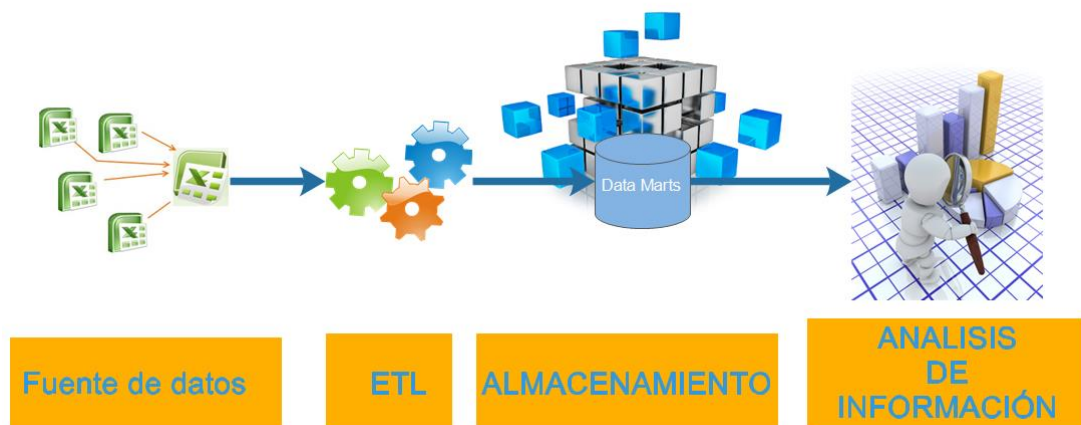 Data Marts
Fuente de datos
ETL
ALMACENAMIENTO
ANALISIS
DE
INFORMACIÓN